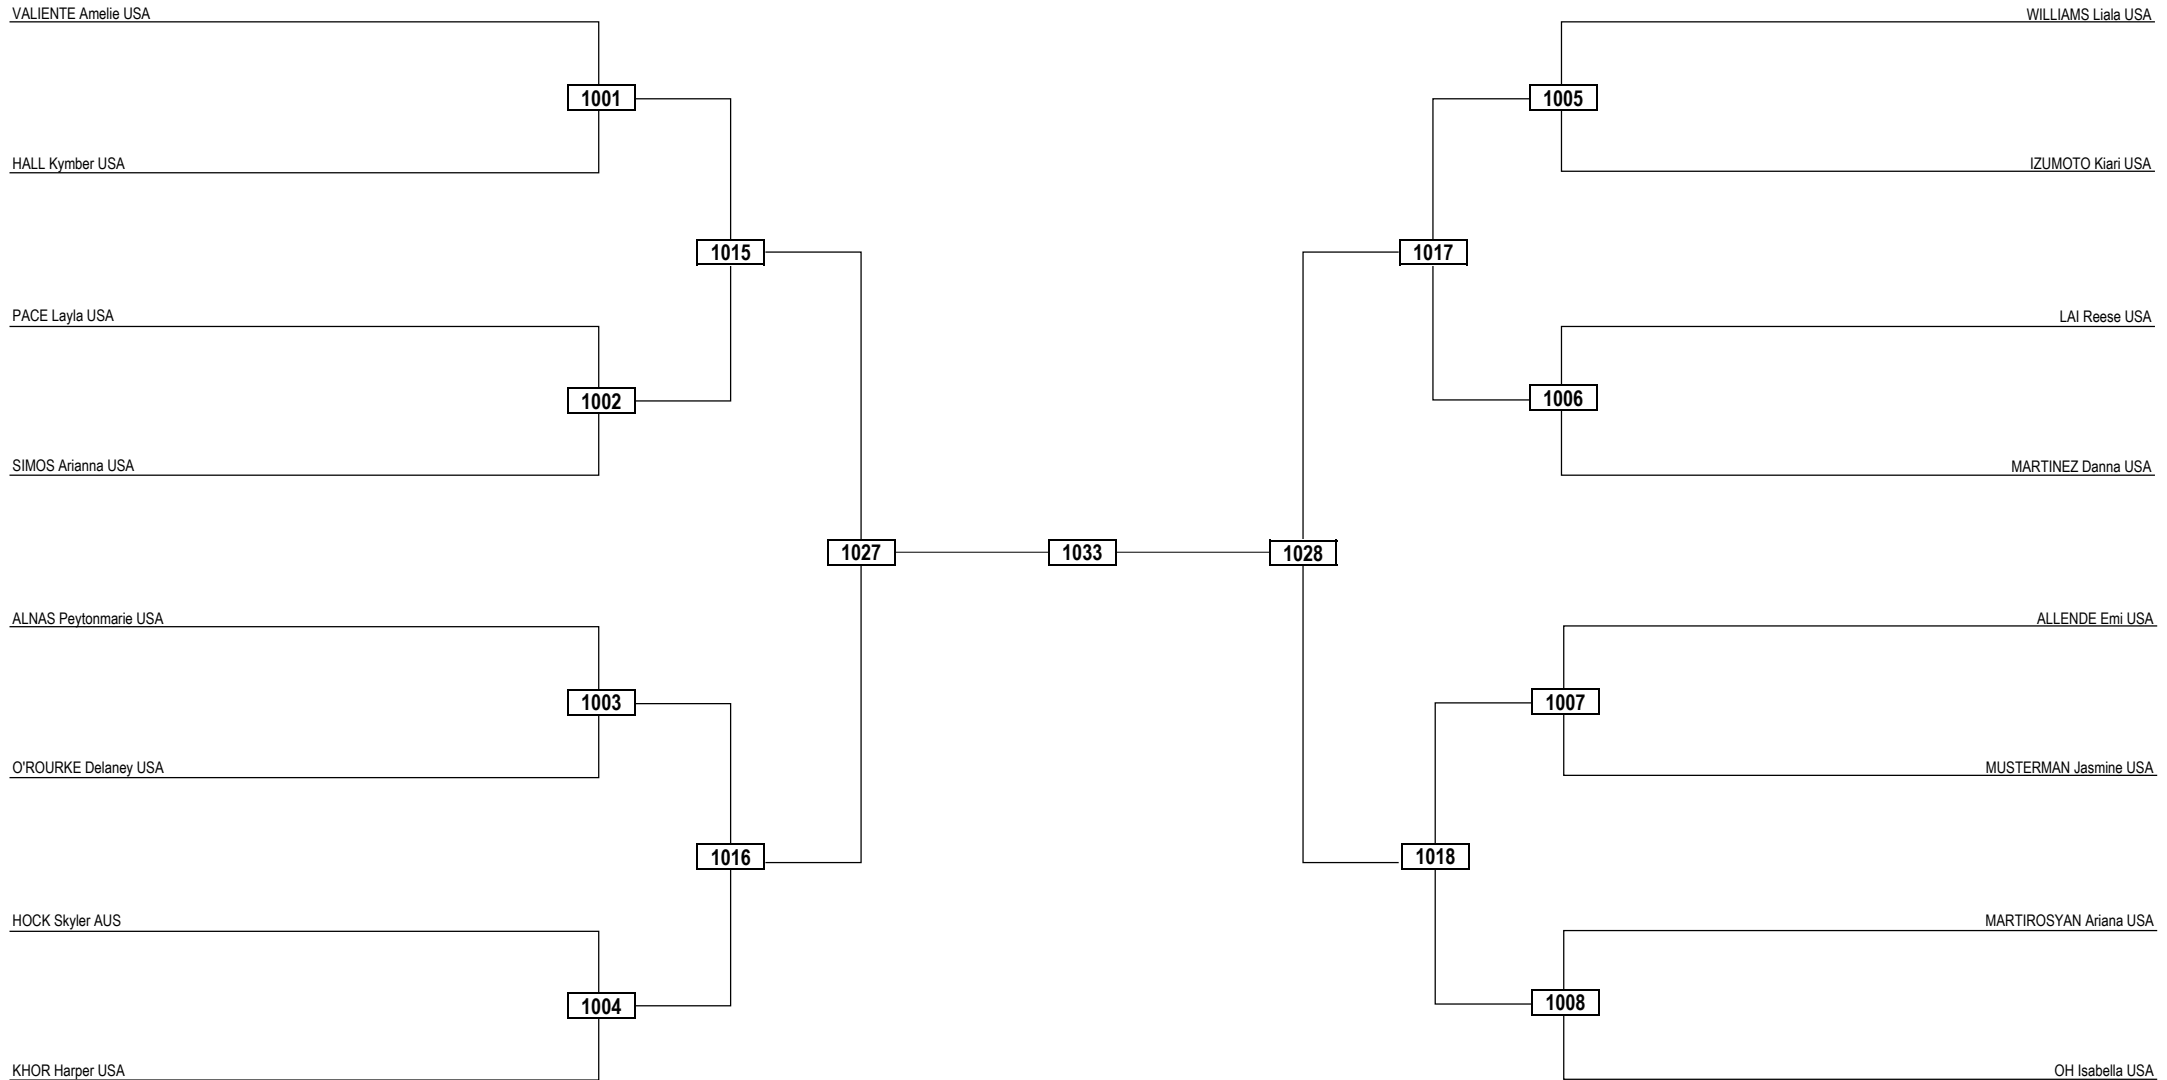 VALIENTE Amelie USA
WILLIAMS Liala USA
1001
1005
HALL Kymber USA
IZUMOTO Kiari USA
1015
1017
PACE Layla USA
LAI Reese USA
1002
1006
SIMOS Arianna USA
MARTINEZ Danna USA
1027
1033
1028
ALNAS Peytonmarie USA
ALLENDE Emi USA
1003
1007
O'ROURKE Delaney USA
MUSTERMAN Jasmine USA
1016
1018
HOCK Skyler AUS
MARTIROSYAN Ariana USA
1004
1008
KHOR Harper USA
OH Isabella USA